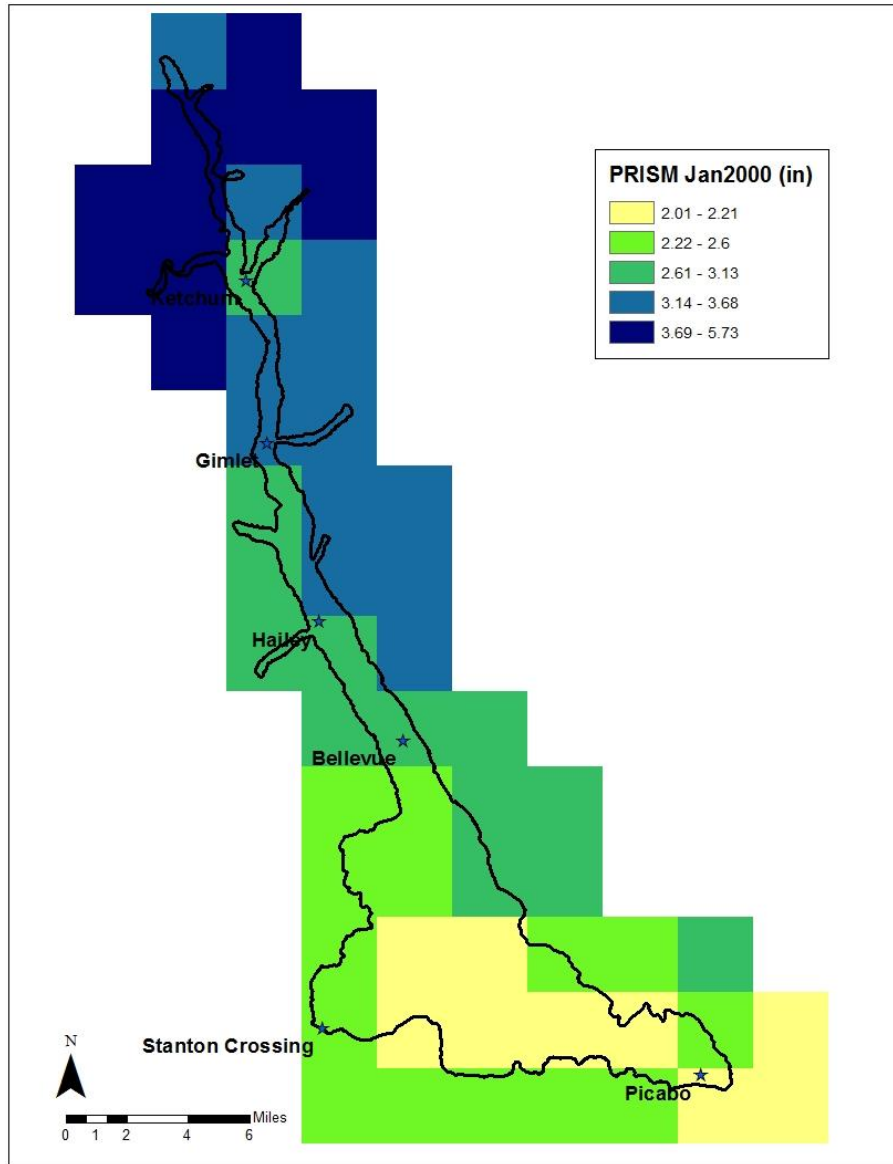 PRISM Jan2000 (in)
2.01 - 2.21
2.22 - 2.6
2.61 - 3.13
3.14 - 3.68
3.69 - 5.73
Ketchum
Gimlet
Hailey
Bellevue
Stanton Crossing
Picabo
N
Miles
0 1 2 4 6